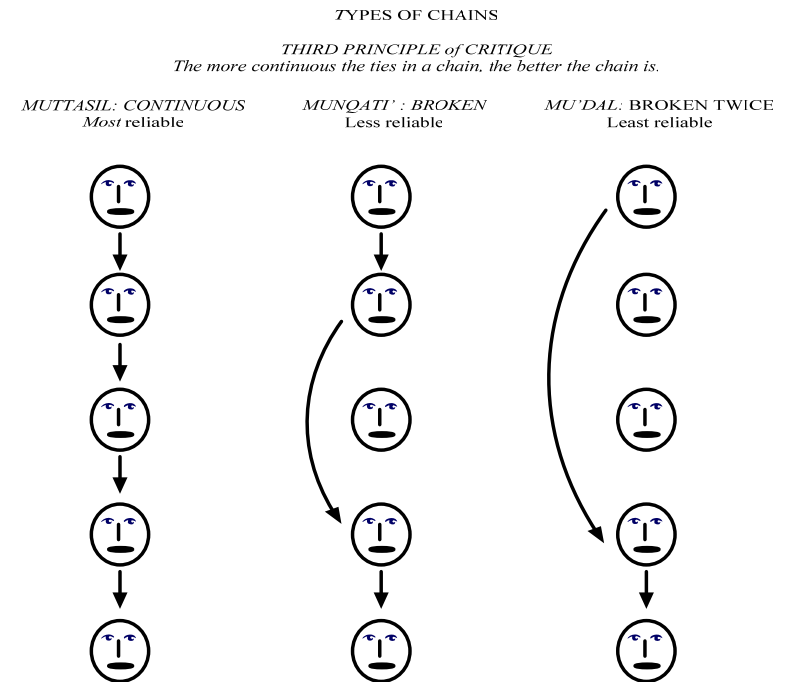 TYPES OF CHAINS
THIRD PRINCIPLE of CRITIQUE
The more continuous the ties in a chain, the better the chain is.
MUTTASIL: CONTINUOUS
Most reliable
MUNQATI' : BROKEN
Less reliable
MU'DAL: BROKEN TWICE
Least reliable